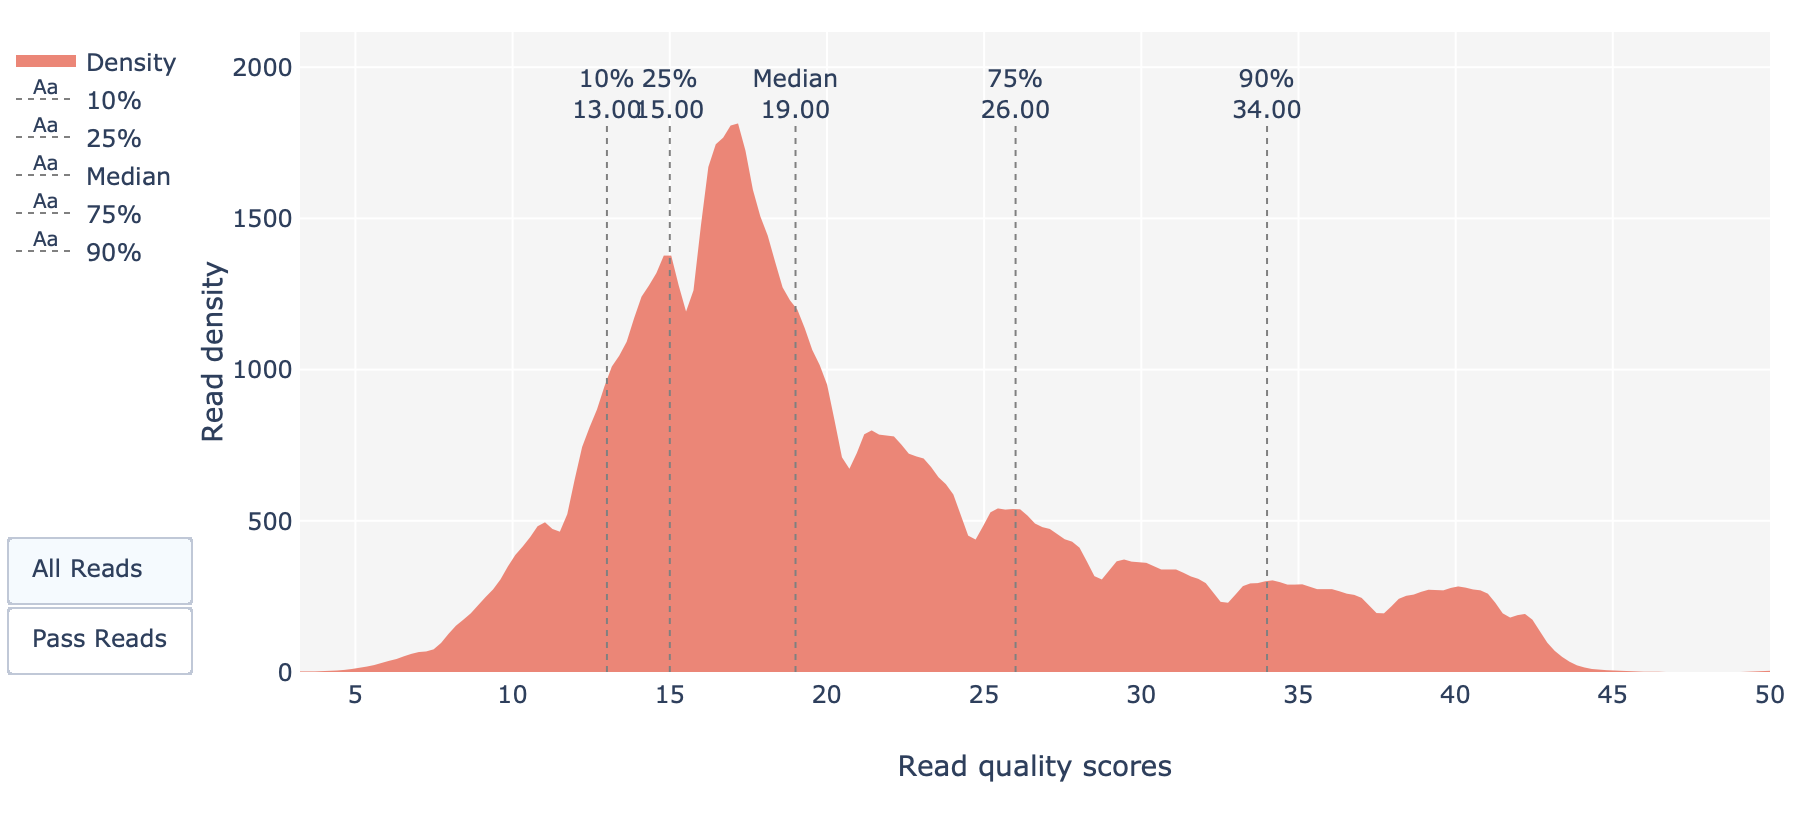 Density
Aa
10%
Aa
25%
Aa
Median
Aa
75%
Aa
90%
All Reads
Pass Reads
Read density
2000
1500
1000
500
0
10% 25% Median 75% 90%
13.00 15.00 19.00 26.00 34.00
5 10 15 20 25 30 35 40 45 50
Read quality scores